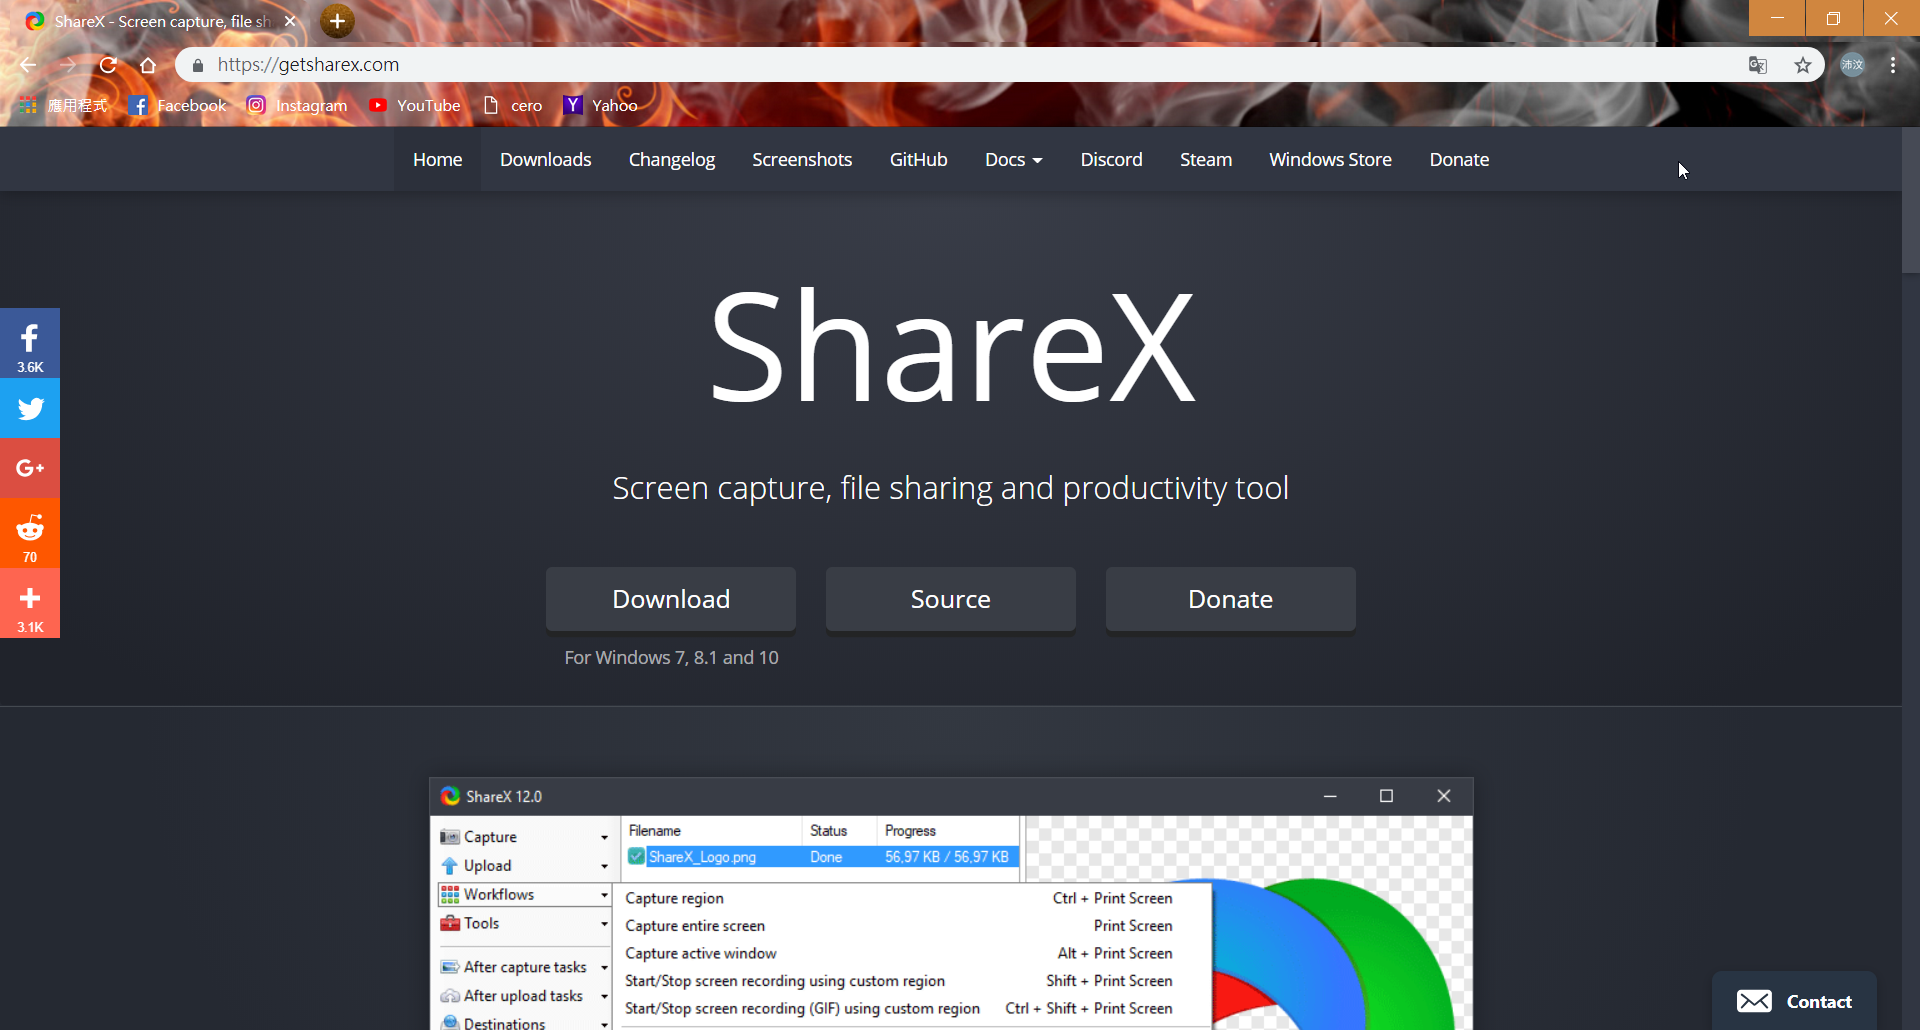 ShareX - Screen capture, file sh
https://getsharex.com
沛汶
應用程式 Facebook Instagram YouTube cero Yahoo
Home Downloads Changelog Screenshots GitHub Docs Discord Steam Windows Store Donate
ShareX
Screen capture, file sharing and productivity tool
3.6K
G+
70
3.1K
Download Source Donate
For Windows 7, 8.1 and 10
ShareX 12.0
Capture
Upload
Workflows
Tools
After capture tasks
After upload tasks
Destinations
Filename Status Progress
ShareX_Logo.png Done 56,97 KB / 56,97 KB
Capture region Ctrl + Print Screen
Capture entire screen Print Screen
Capture active window Alt + Print Screen
Start/Stop screen recording using custom region Shift + Print Screen
Start/Stop screen recording (GIF) using custom region Ctrl + Shift + Print Screen
Contact